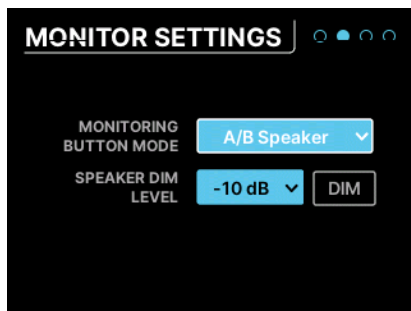 MONITOR SETTINGS
MONITORING
BUTTON MODE
A/B Speaker
SPEAKER DIM
LEVEL
-10 dB
DIM